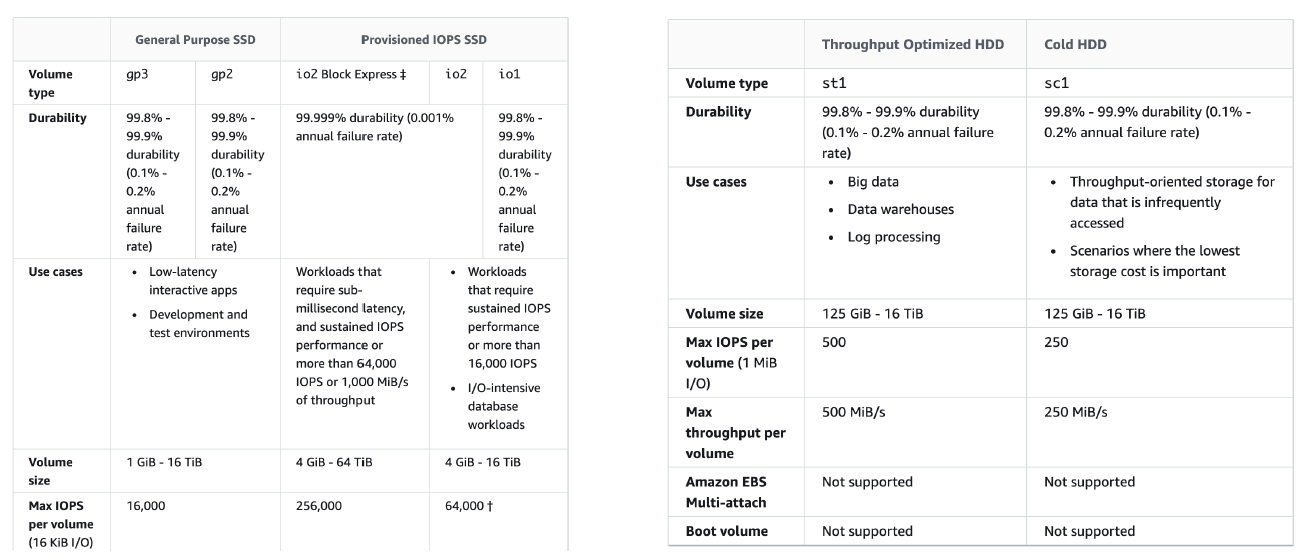 General Purpose SSD Provisioned IOPS SSD
Volume type gp3 gp2 io2 Block Express ‡ io2 io1
Durability 99.8% - 99.9% durability (0.1% - 0.2% annual failure rate) 99.8% - 99.9% durability (0.1% - 0.2% annual failure rate) 99.999% durability (0.001% annual failure rate) 99.8% - 99.9% durability (0.1% - 0.2% annual failure rate)
Use cases
• Low-latency interactive apps
• Development and test environments
Workloads that require sub-millisecond latency, and sustained IOPS performance or more than 64,000 IOPS or 1,000 MiB/s of throughput
• Workloads that require sustained IOPS performance or more than 16,000 IOPS
• I/O-intensive database workloads
Volume size 1 GiB - 16 TiB 4 GiB - 64 TiB 4 GiB - 16 TiB
Max IOPS per volume (16 KiB I/O) 16,000 256,000 64,000 †
Throughput Optimized HDD Cold HDD
Volume type st1 sc1
Durability 99.8% - 99.9% durability (0.1% - 0.2% annual failure rate) 99.8% - 99.9% durability (0.1% - 0.2% annual failure rate)
Use cases
• Big data
• Data warehouses
• Log processing
• Throughput-oriented storage for data that is infrequently accessed
• Scenarios where the lowest storage cost is important
Volume size 125 GiB - 16 TiB 125 GiB - 16 TiB
Max IOPS per volume (1 MiB I/O) 500 250
Max throughput per volume 500 MiB/s 250 MiB/s
Amazon EBS Multi-attach Not supported Not supported
Boot volume Not supported Not supported